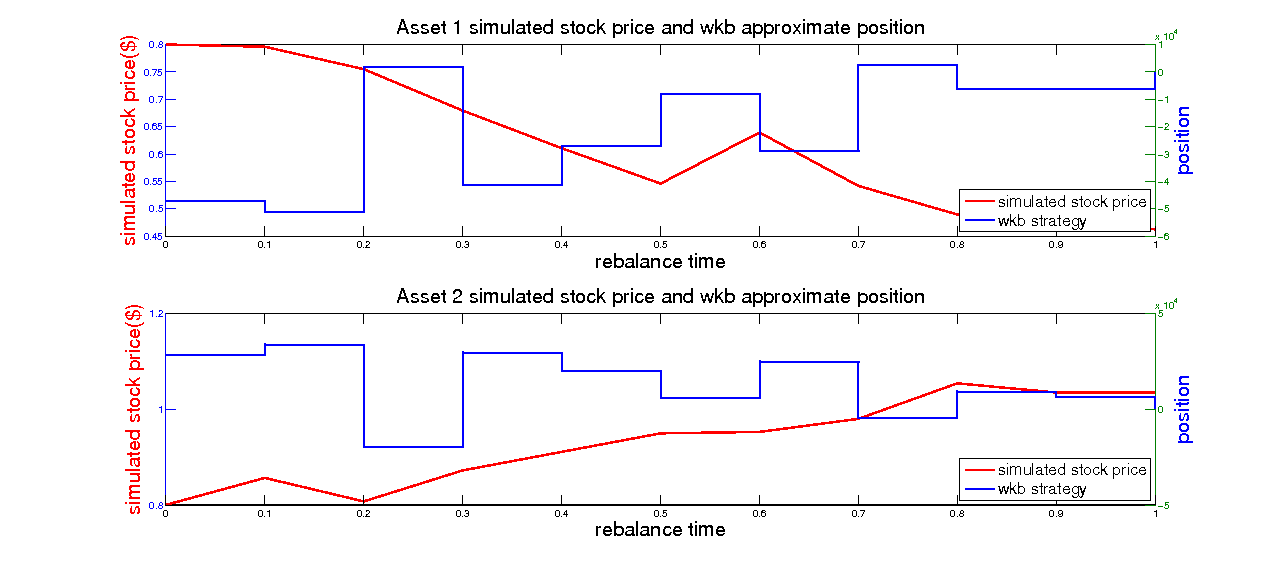 Asset 1 simulated stock price and wkb approximate position
x 10^4
simulated stock price($)
0.8
0.75
0.7
0.65
0.6
0.55
0.5
0.45
1
0
−1
−2
−3
−4
−5
−6
position
simulated stock price
wkb strategy
0 0.1 0.2 0.3 0.4 0.5 0.6 0.7 0.8 0.9 1
rebalance time
Asset 2 simulated stock price and wkb approximate position
x 10^4
simulated stock price($)
1.2
1
0.8
5
0
−5
position
simulated stock price
wkb strategy
0 0.1 0.2 0.3 0.4 0.5 0.6 0.7 0.8 0.9 1
rebalance time